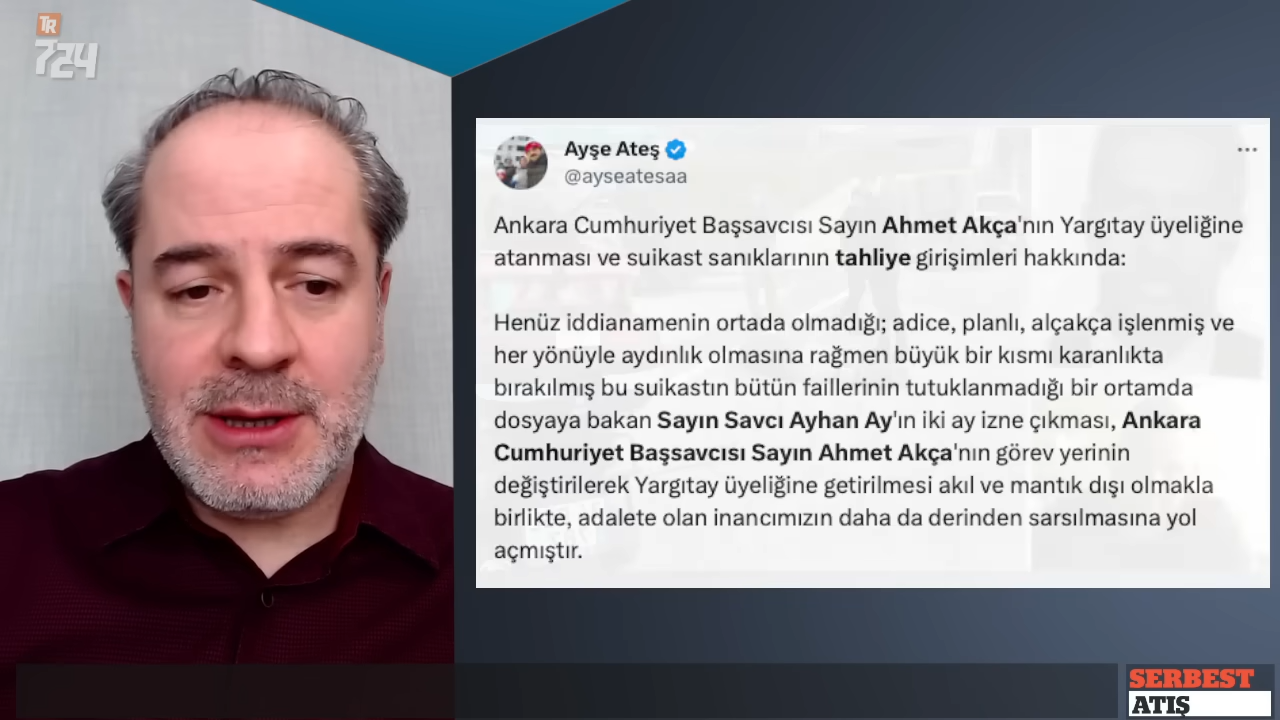 TR
724
Ayşe Ateş
@ayseatesaa
Ankara Cumhuriyet Başsavcısı Sayın Ahmet Akça'nın Yargıtay üyeliğine
atanması ve suikast sanıklarının tahliye girişimleri hakkında:
Henüz iddianamenin ortada olmadığı; adice, planlı, alçakça işlenmiş ve
her yönüyle aydınlık olmasına rağmen büyük bir kısmı karanlıkta
bırakılmış bu suikastın bütün faillerinin tutuklanmadığı bir ortamda
dosyaya bakan Sayın Savcı Ayhan Ay'ın iki ay izne çıkması, Ankara
Cumhuriyet Başsavcısı Sayın Ahmet Akça'nın görev yerinin
değiştirilerek Yargıtay üyeliğine getirilmesi akıl ve mantık dışı olmakla
birlikte, adalete olan inancımızın daha da derinden sarsılmasına yol
açmıştır.
SERBEST
ATIŞ